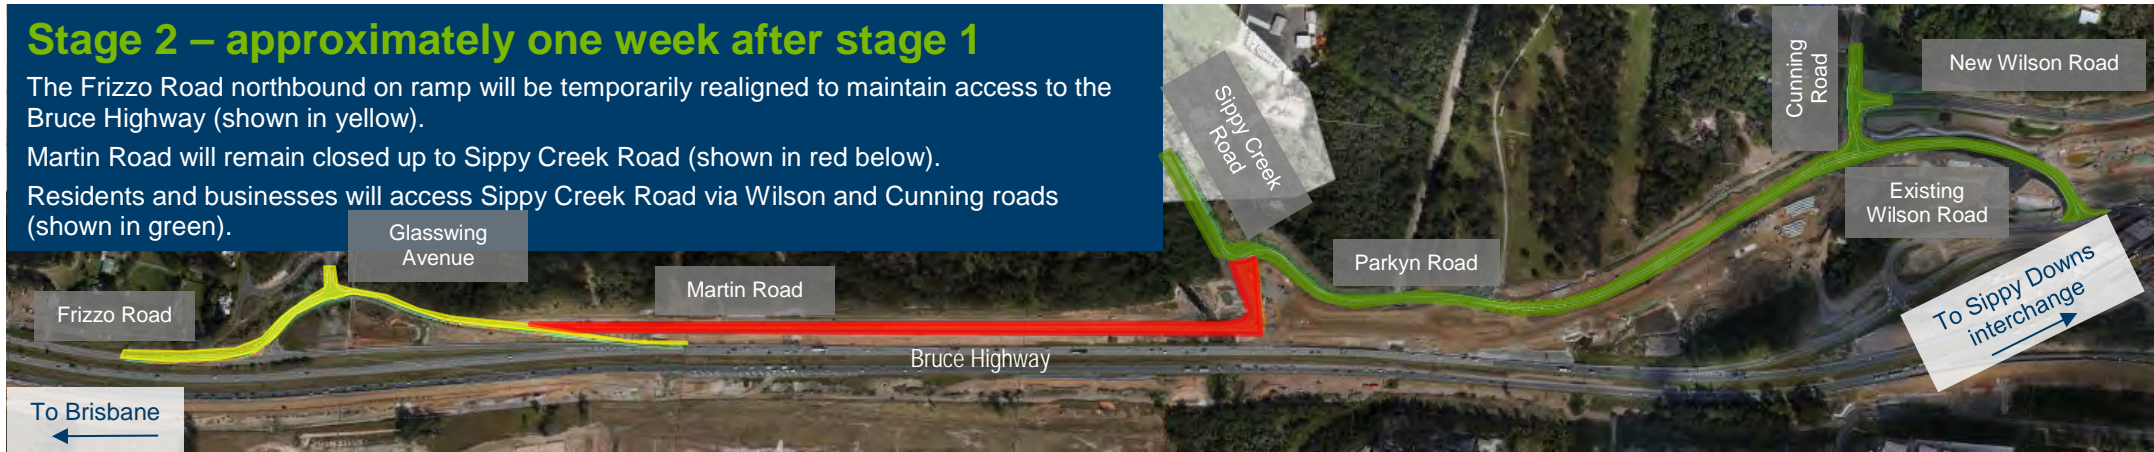 Stage 2 – approximately one week after stage 1
The Frizzo Road northbound on ramp will be temporarily realigned to maintain access to the
Bruce Highway (shown in yellow).
Martin Road will remain closed up to Sippy Creek Road (shown in red below).
Residents and businesses will access Sippy Creek Road via Wilson and Cunning roads
(shown in green).
Sippy Creek
Road
Cunning
Road
New Wilson Road
Existing
Wilson Road
Glasswing
Avenue
Frizzo Road
Martin Road
Parkyn Road
Bruce Highway
To Sippy Downs
interchange
To Brisbane